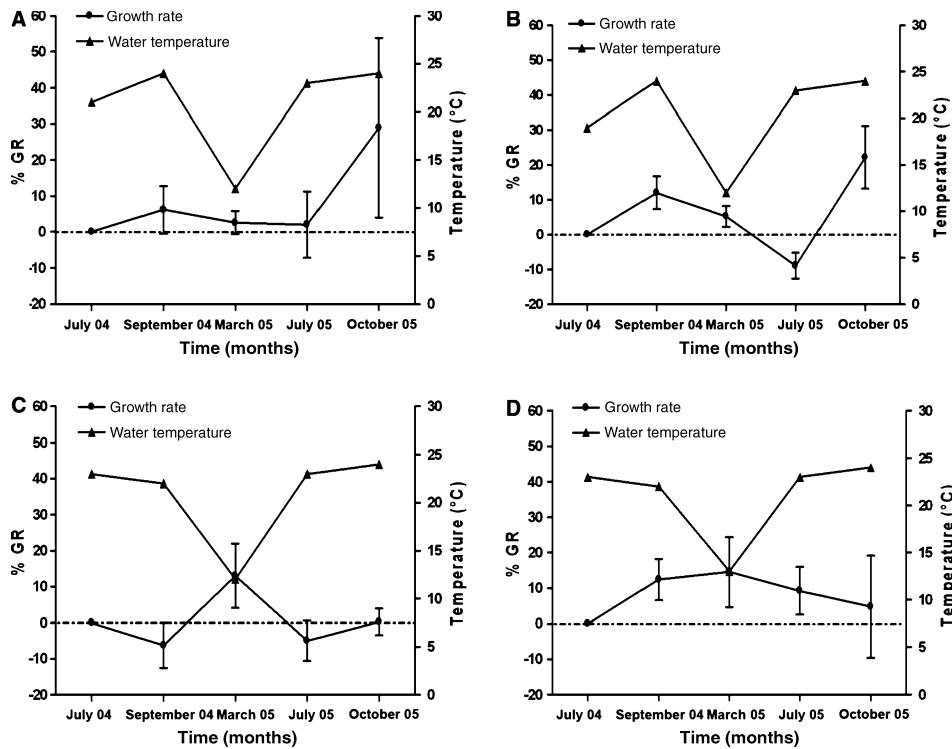 A
Growth rate
Water temperature
60
50
40
30
20
10
0
-10
-20
% GR
30
25
20
15
10
5
0
Temperature (°C)
July 04 September 04 March 05 July 05 October 05
Time (months)
B
Growth rate
Water temperature
60
50
40
30
20
10
0
-10
-20
% GR
30
25
20
15
10
5
0
Temperature (°C)
July 04 September 04 March 05 July 05 October 05
Time (months)
C
Growth rate
Water temperature
60
50
40
30
20
10
0
-10
-20
% GR
30
25
20
15
10
5
0
Temperature (°C)
July 04 September 04 March 05 July 05 October 05
Time (months)
D
Growth rate
Water temperature
60
50
40
30
20
10
0
-10
-20
% GR
30
25
20
15
10
5
0
Temperature (°C)
July 04 September 04 March 05 July 05 October 05
Time (months)